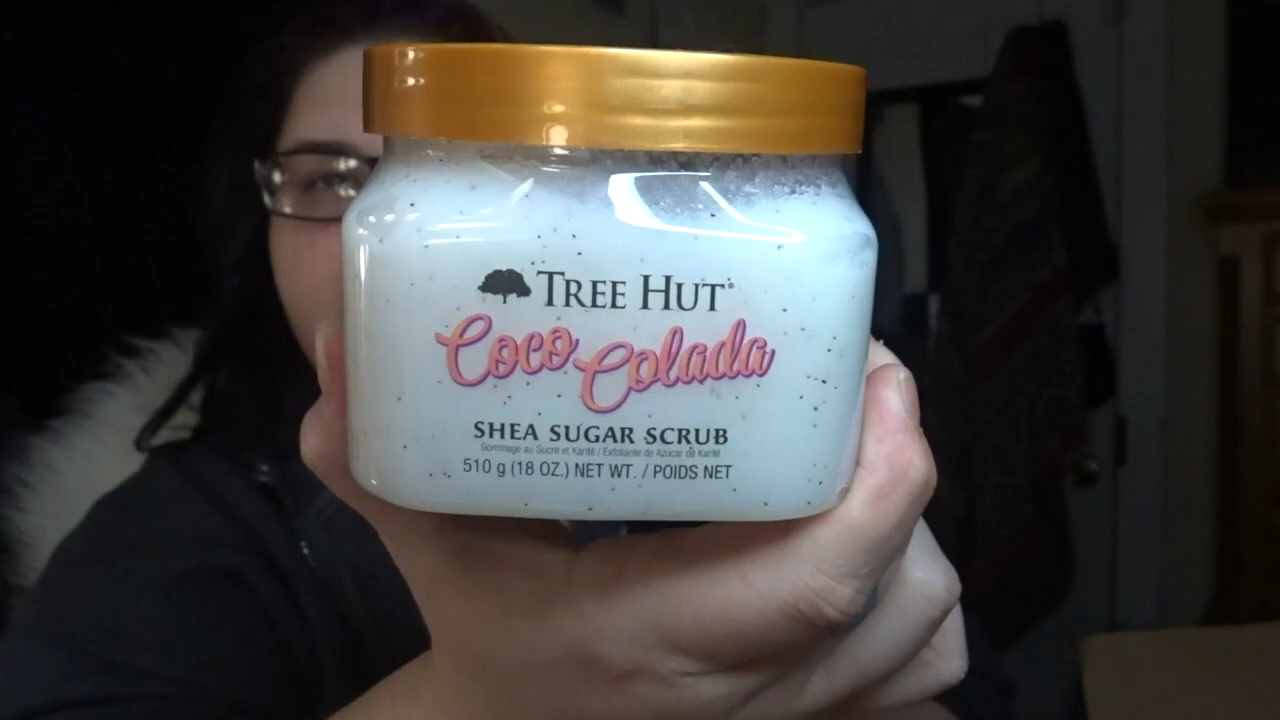 TREE HUT®
Coco Colada
SHEA SUGAR SCRUB
Gommage au Sucre et Karité / Exfoliante de Azucar de Karité
510 g (18 OZ.) NET WT. / POIDS NET